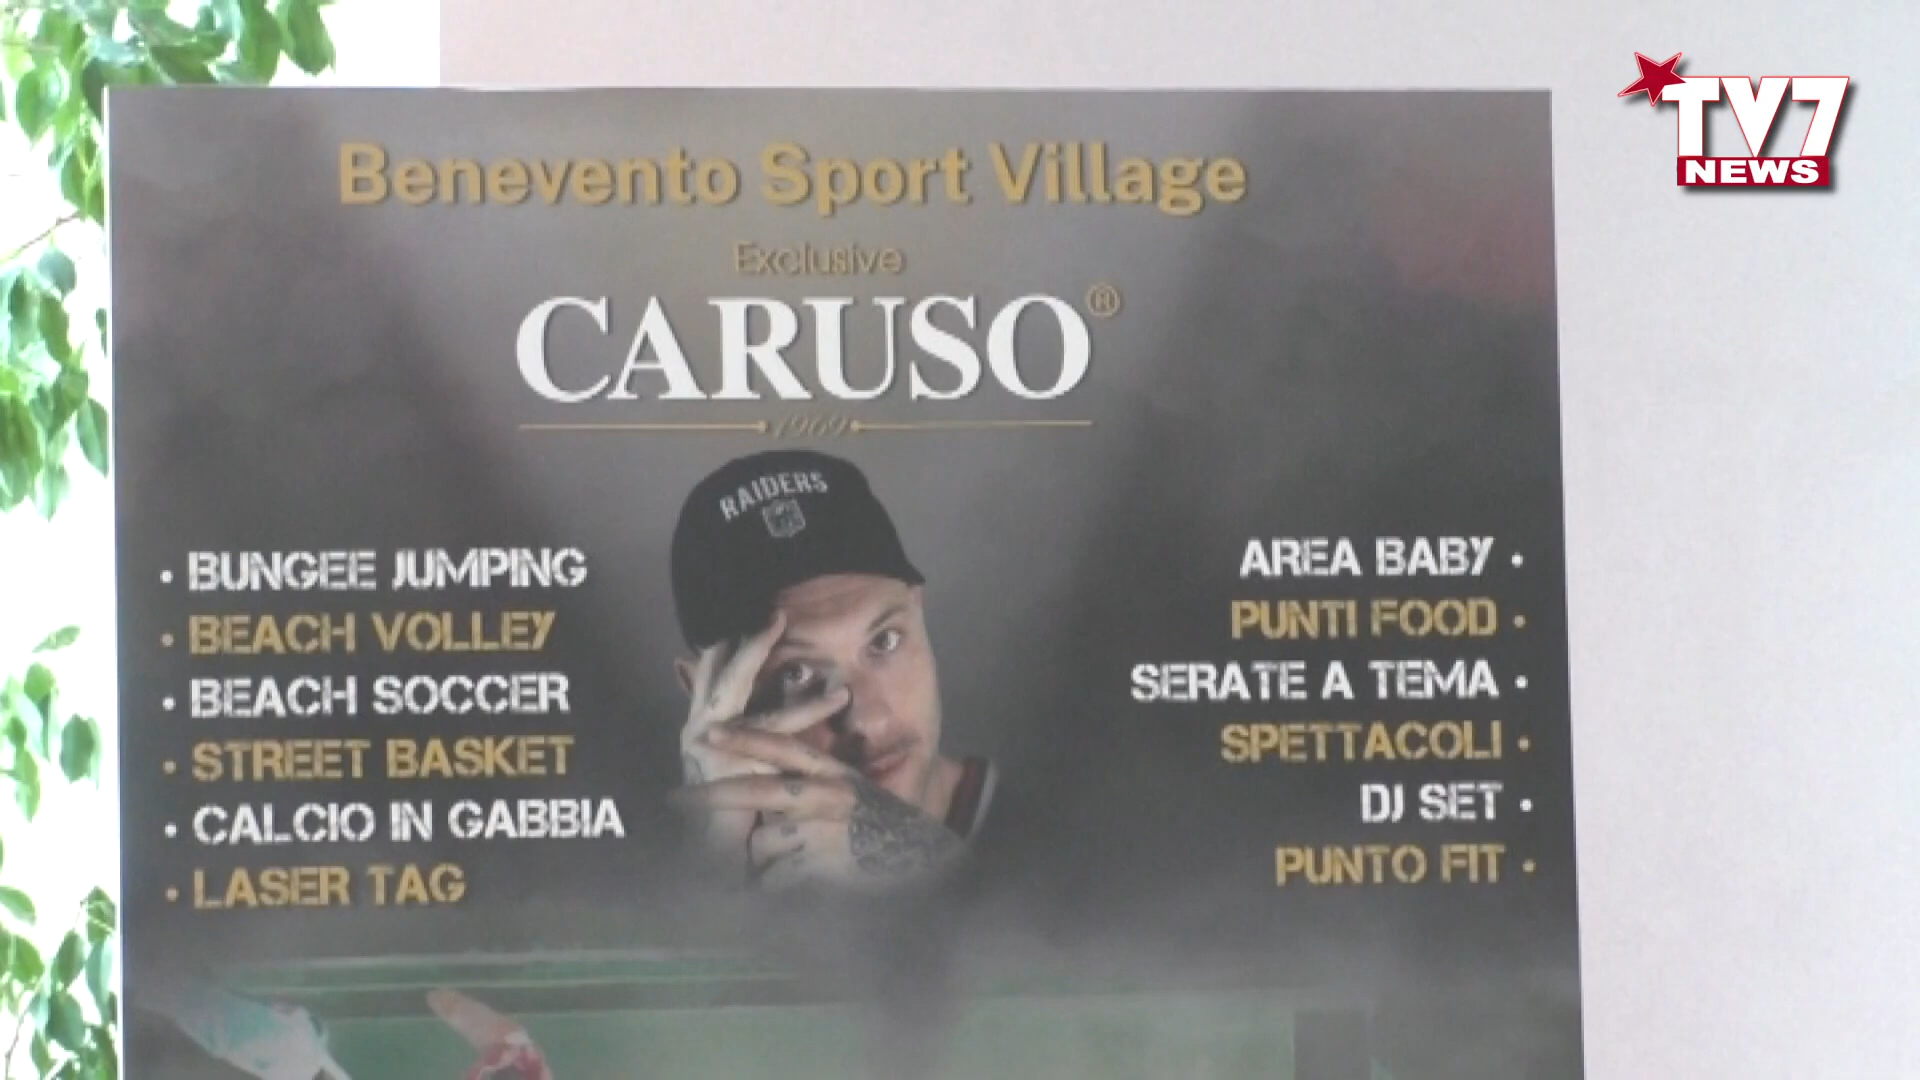 TV7
NEWS
Benevento Sport Village
Exclusive
CARUSO®
1969
RAIDERS
• BUNGEE JUMPING
• BEACH VOLLEY
• BEACH SOCCER
• STREET BASKET
• CALCIO IN GABBIA
• LASER TAG
AREA BABY •
PUNTI FOOD •
SERATE A TEMA •
SPETTACOLI •
DJ SET •
PUNTO FIT •